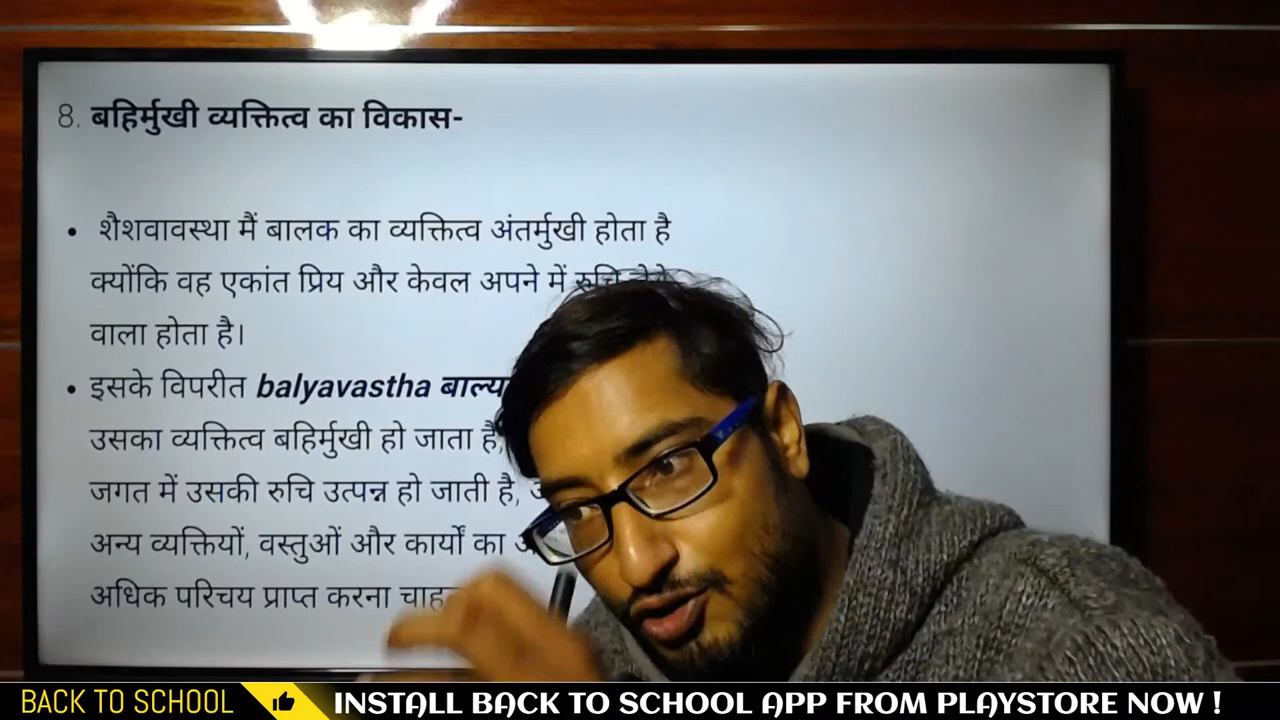 8. बहिर्मुखी व्यक्तित्व का विकास-
• शैशवावस्था मैं बालक का व्यक्तित्व अंतर्मुखी होता है
क्योंकि वह एकांत प्रिय और केवल अपने में रुचि
वाला होता है।
• इसके विपरीत balyavastha
उसका व्यक्तित्व बहिर्मुखी हो जाता है,
जगत में उसकी रुचि उत्पन्न हो जाती है,
अन्य व्यक्तियों, वस्तुओं और कार्यों का
अधिक परिचय प्राप्त करना
BACK TO SCHOOL INSTALL BACK TO SCHOOL APP FROM PLAYSTORE NOW !